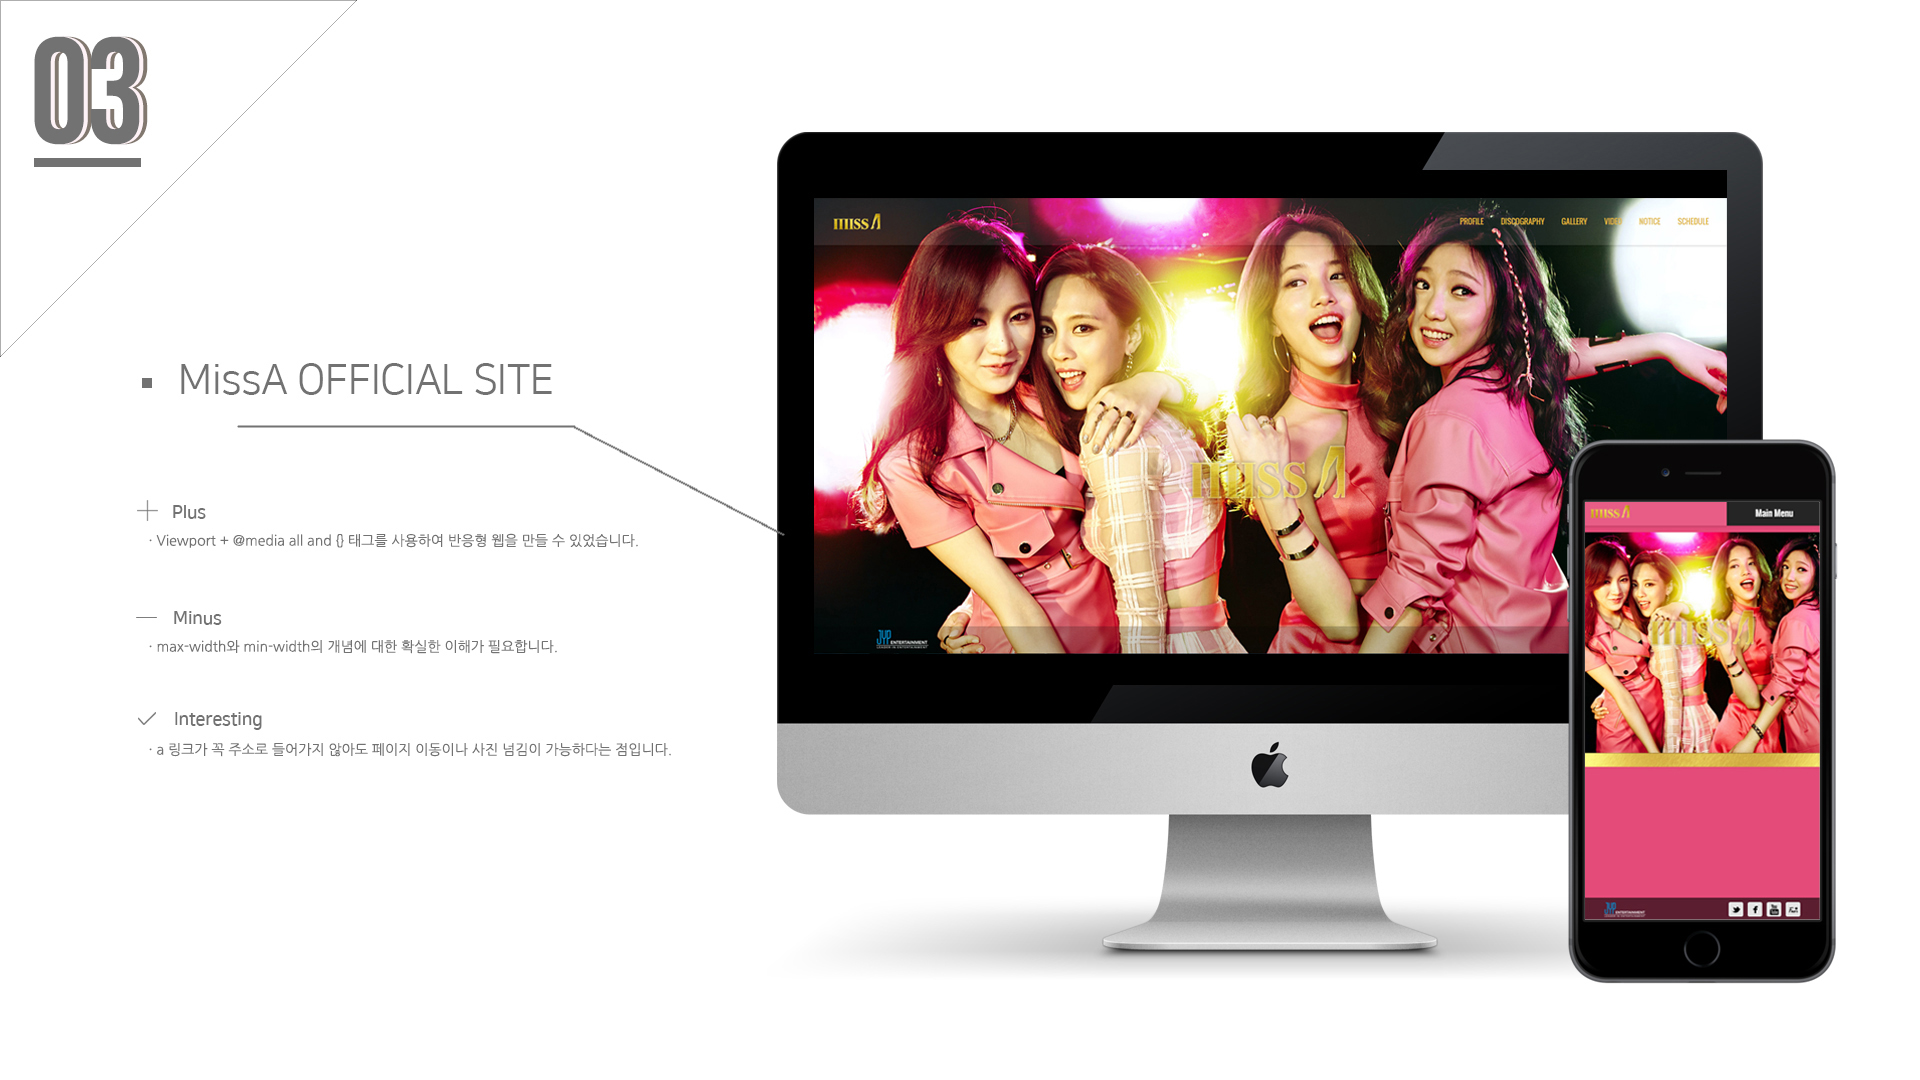 03
MissA OFFICIAL SITE
Plus
· Viewport + @media all and {} 태그를 사용하여 반응형 웹을 만들 수 있었습니다.
Minus
· max-width와 min-width의 개념에 대한 확실한 이해가 필요합니다.
Interesting
· a 링크가 꼭 주소로 들어가지 않아도 페이지 이동이나 사진 넘김이 가능하다는 점입니다.
miss A
PROFILE DISCOGRAPHY GALLERY VIDEO NOTICE SCHEDULE
miss A
JYP ENTERTAINMENT
LEADER IN ENTERTAINMENT
miss A Main Menu
miss A
JYP ENTERTAINMENT